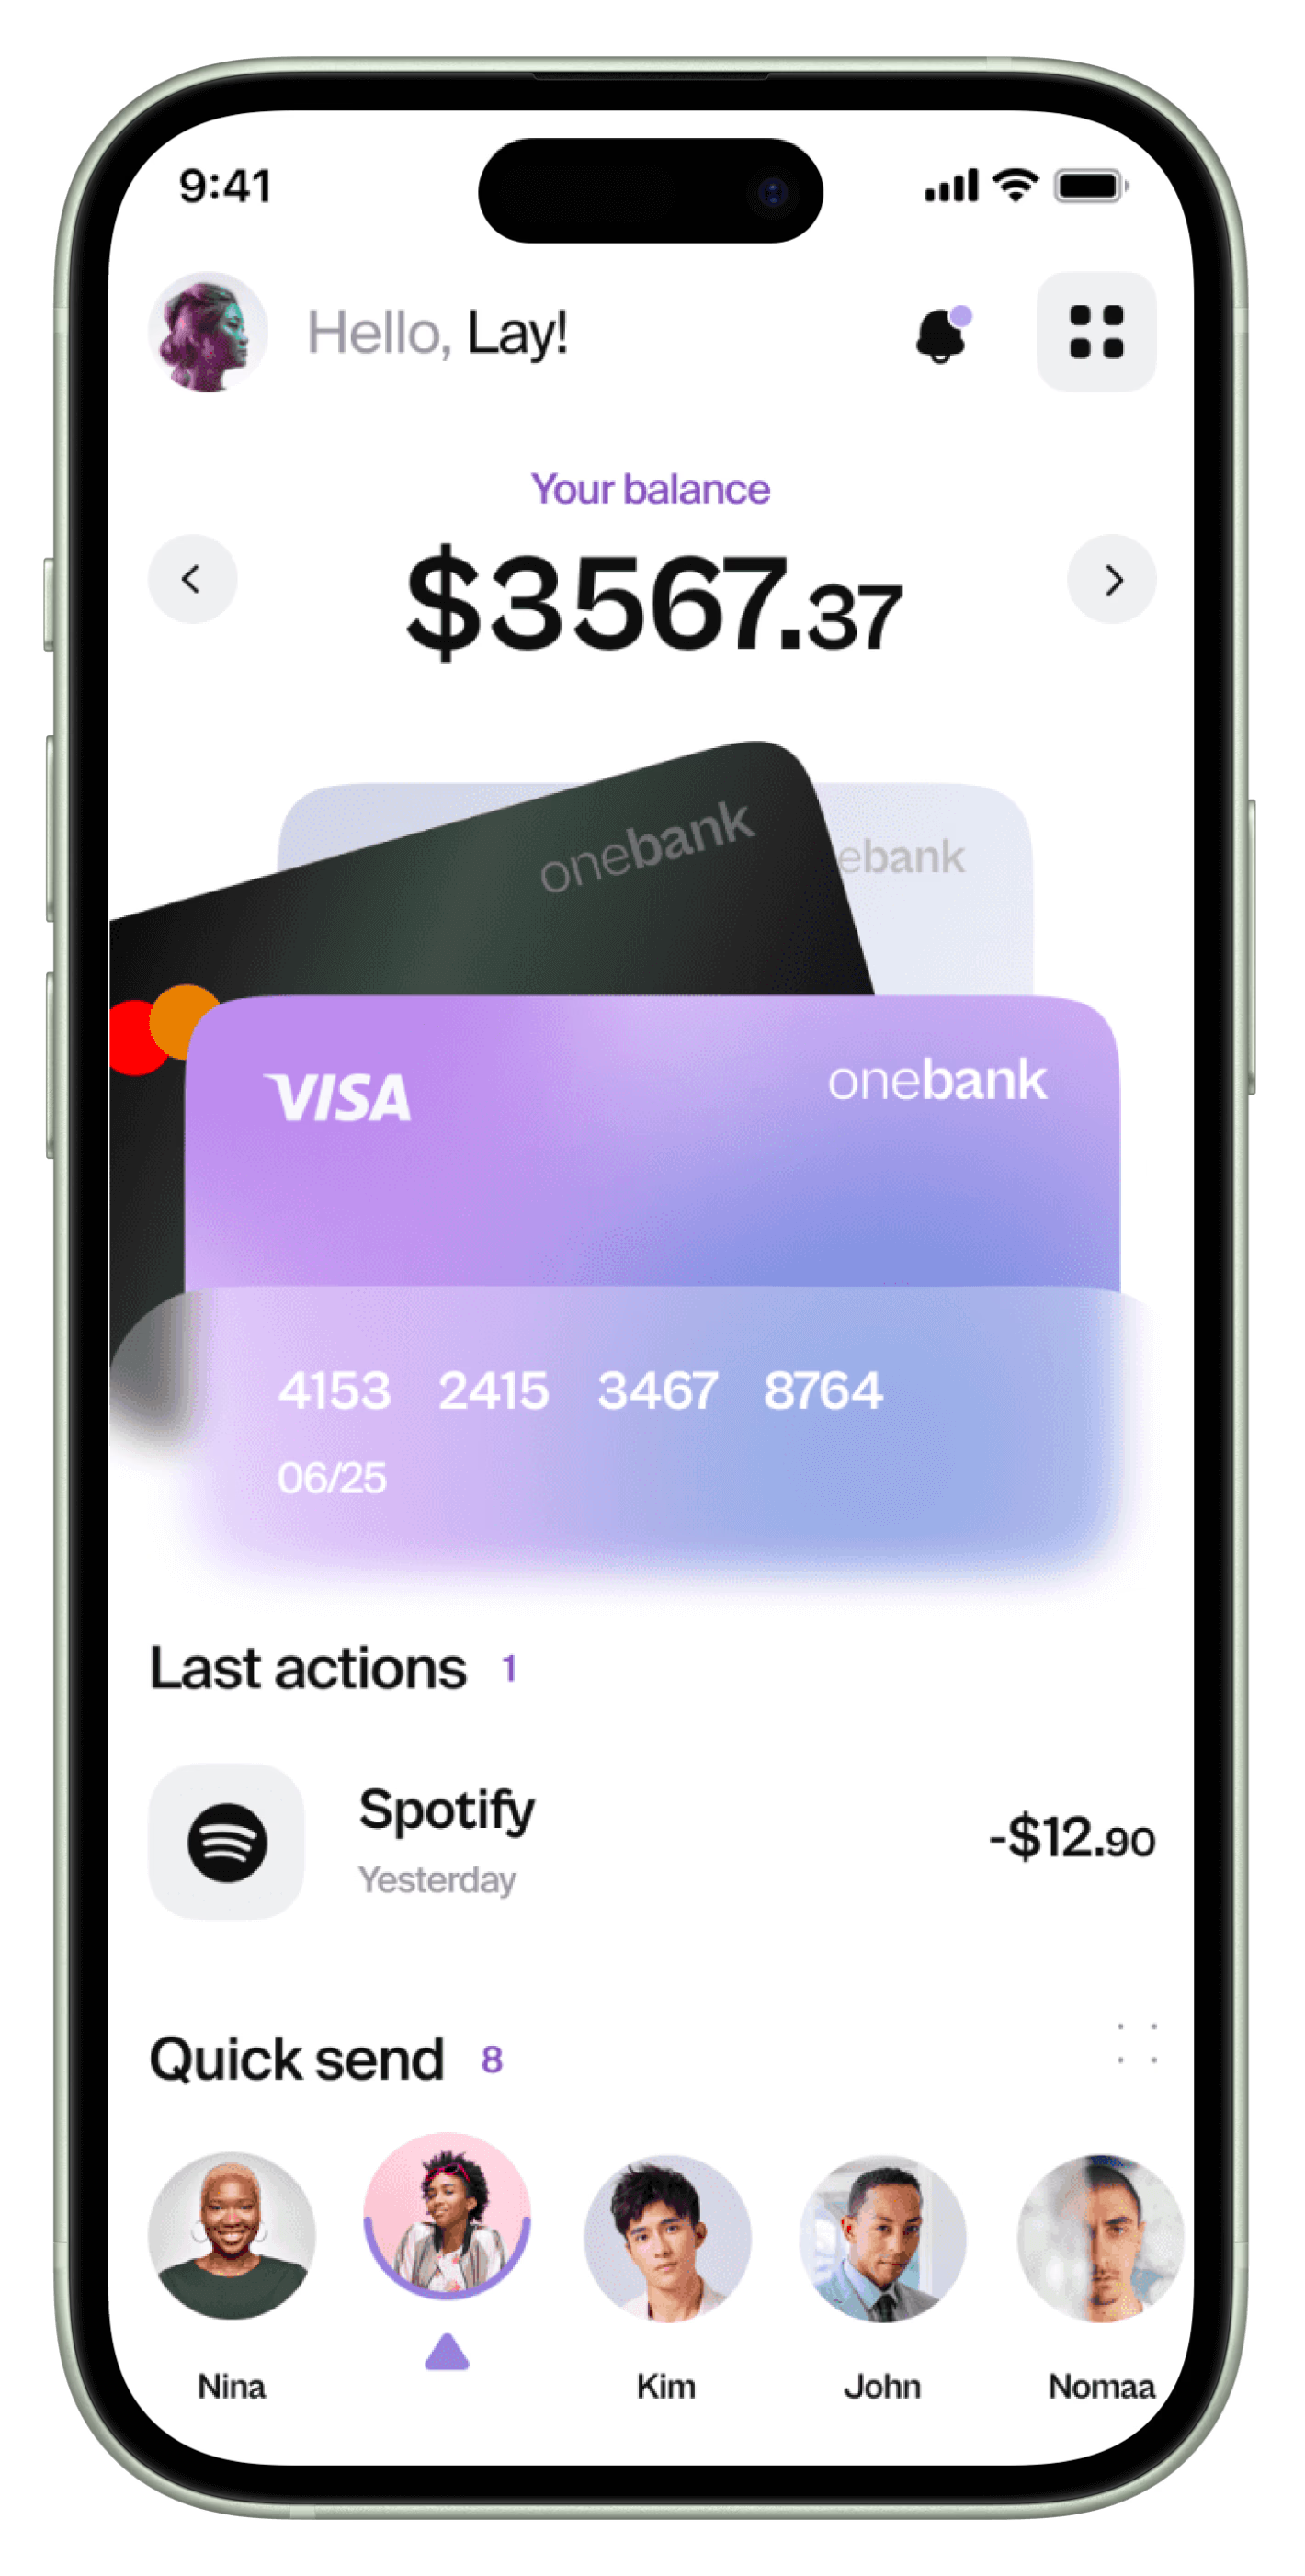 9:41
Hello, Lay!
Your balance
$3567.37
onebank
ebank
VISA
onebank
4153 2415 3467 8764
06/25
Last actions 1
Spotify
Yesterday
-$12.90
Quick send 8
Nina
Kim
John
Nomaa